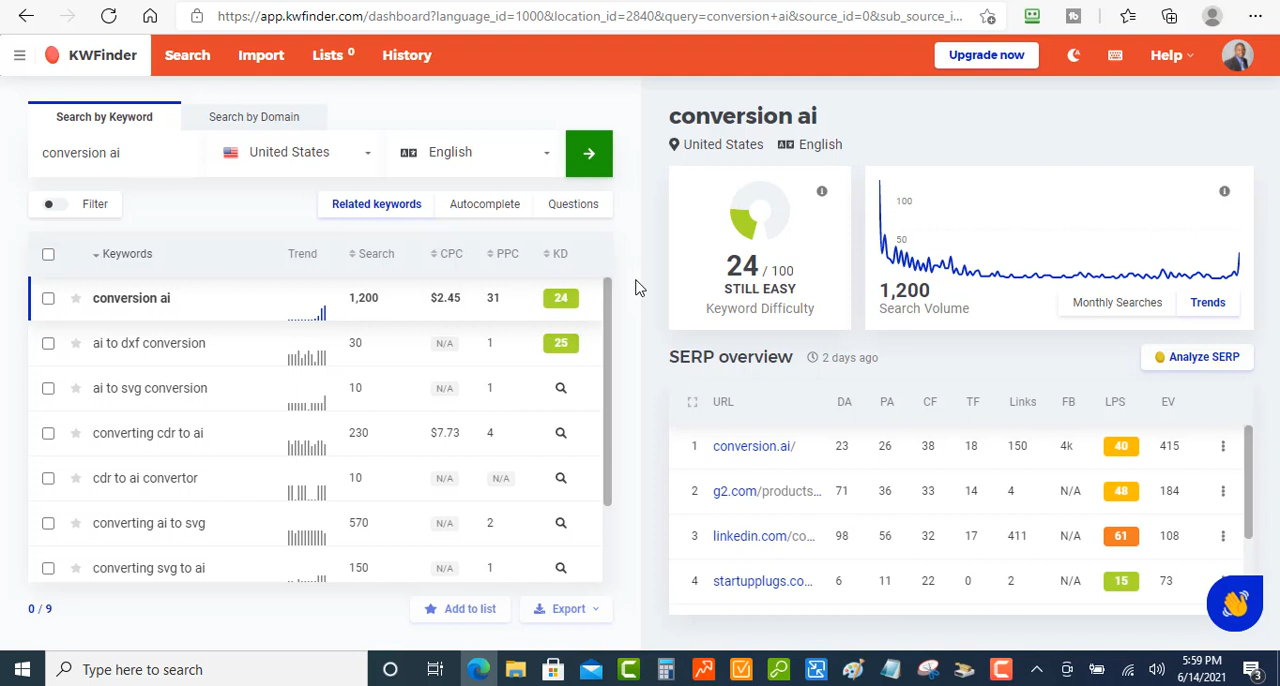 https://app.kwfinder.com/dashboard?language_id=1000&location_id=2840&query=conversion+ai&source_id=0&sub_source_i...
KWFinder Search Import Lists 0 History Upgrade now Help
Search by Keyword Search by Domain
conversion ai United States English
Filter Related keywords Autocomplete Questions
Keywords Trend Search CPC PPC KD
conversion ai 1,200 $2.45 31 24
ai to dxf conversion 30 N/A 1 25
ai to svg conversion 10 N/A 1
converting cdr to ai 230 $7.73 4
cdr to ai convertor 10 N/A N/A
converting ai to svg 570 N/A 2
converting svg to ai 150 N/A 1
0 / 9 Add to list Export
conversion ai
United States English
24 / 100
STILL EASY
Keyword Difficulty
100
50
1,200
Search Volume
Monthly Searches Trends
SERP overview 2 days ago Analyze SERP
URL DA PA CF TF Links FB LPS EV
1 conversion.ai/ 23 26 38 18 150 4k 40 415
2 g2.com/products... 71 36 33 14 4 N/A 48 184
3 linkedin.com/co... 98 56 32 17 411 N/A 61 108
4 startupplugs.co... 6 11 22 0 2 N/A 15 73
Type here to search
5:59 PM
6/14/2021
3